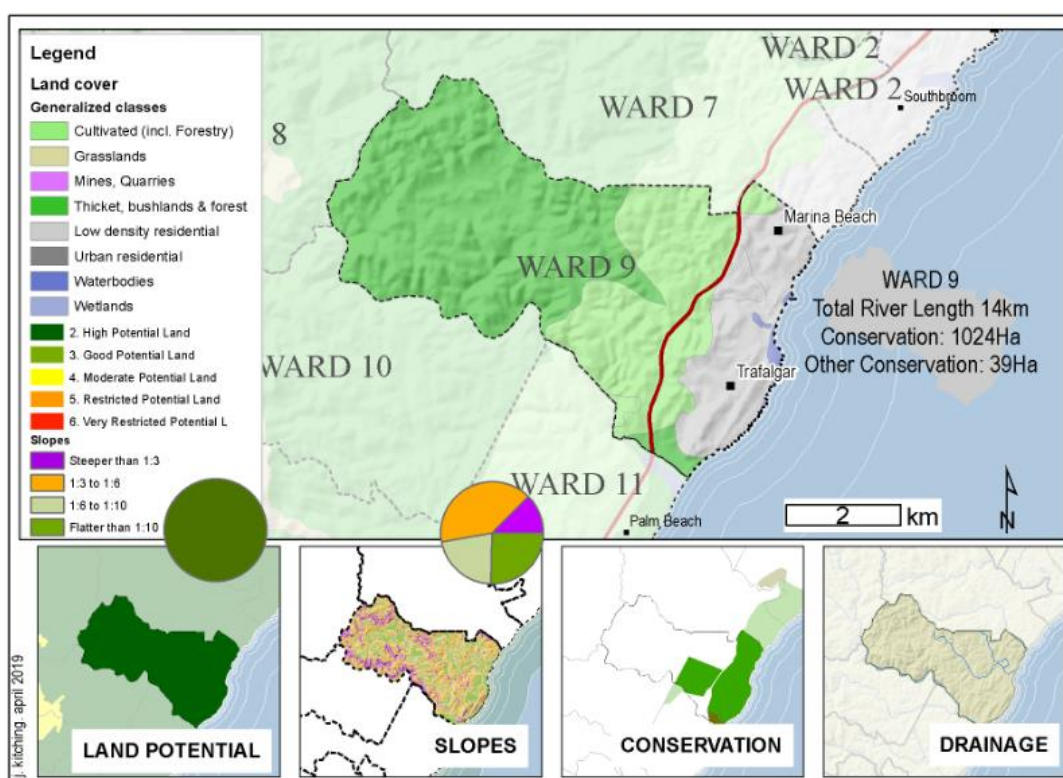 Legend
Land cover
Generalized classes
Cultivated (incl. Forestry)
Grasslands
Mines, Quarries
Thicket, bushlands & forest
Low density residential
Urban residential
Waterbodies
Wetlands
2. High Potential Land
3. Good Potential Land
4. Moderate Potential Land
5. Restricted Potential Land
6. Very Restricted Potential L
Slopes
Steeper than 1:3
1:3 to 1:6
1:6 to 1:10
Flatter than 1:10
WARD 2
WARD 2
Southbroom
WARD 7
8
Marina Beach
WARD 9
WARD 9
Total River Length 14km
Conservation: 1024Ha
Other Conservation: 39Ha
WARD 10
Trafalgar
WARD 11
Palm Beach
2 km
N
LAND POTENTIAL
SLOPES
CONSERVATION
DRAINAGE
j. kitching. april 2019